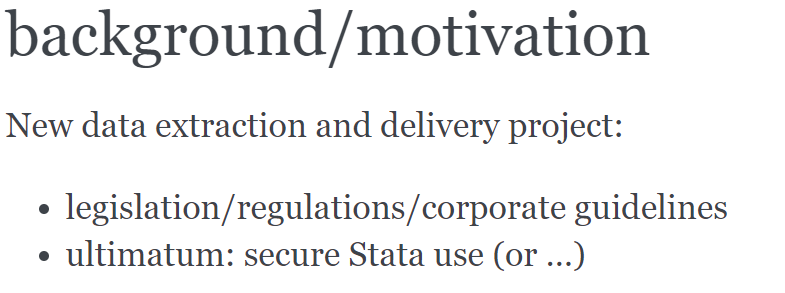 background/motivation
New data extraction and delivery project:
• legislation/regulations/corporate guidelines
• ultimatum: secure Stata use (or ...)